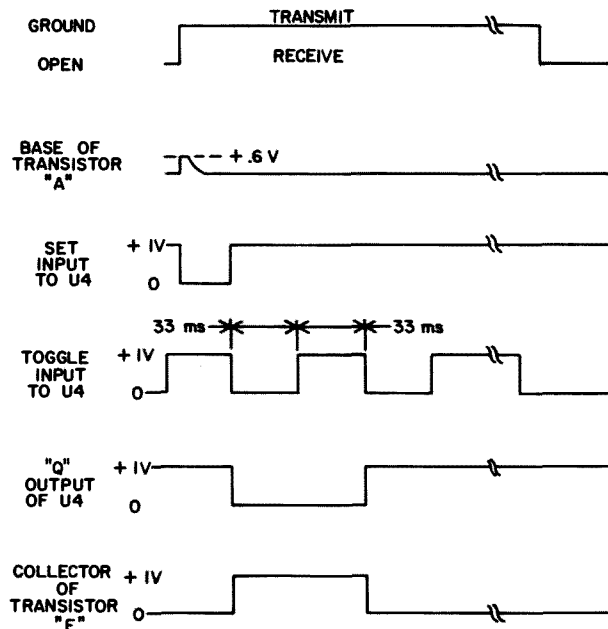 GROUND
TRANSMIT
OPEN
RECEIVE
BASE OF
TRANSISTOR
"A"
+ .6 V
SET
INPUT
TO U4
+ 1V
0
33 ms
33 ms
TOGGLE
INPUT
TO U4
+ 1V
0
"Q"
OUTPUT
OF U4
+ 1V
0
COLLECTOR
OF
TRANSISTOR
"F"
+ 1V
0